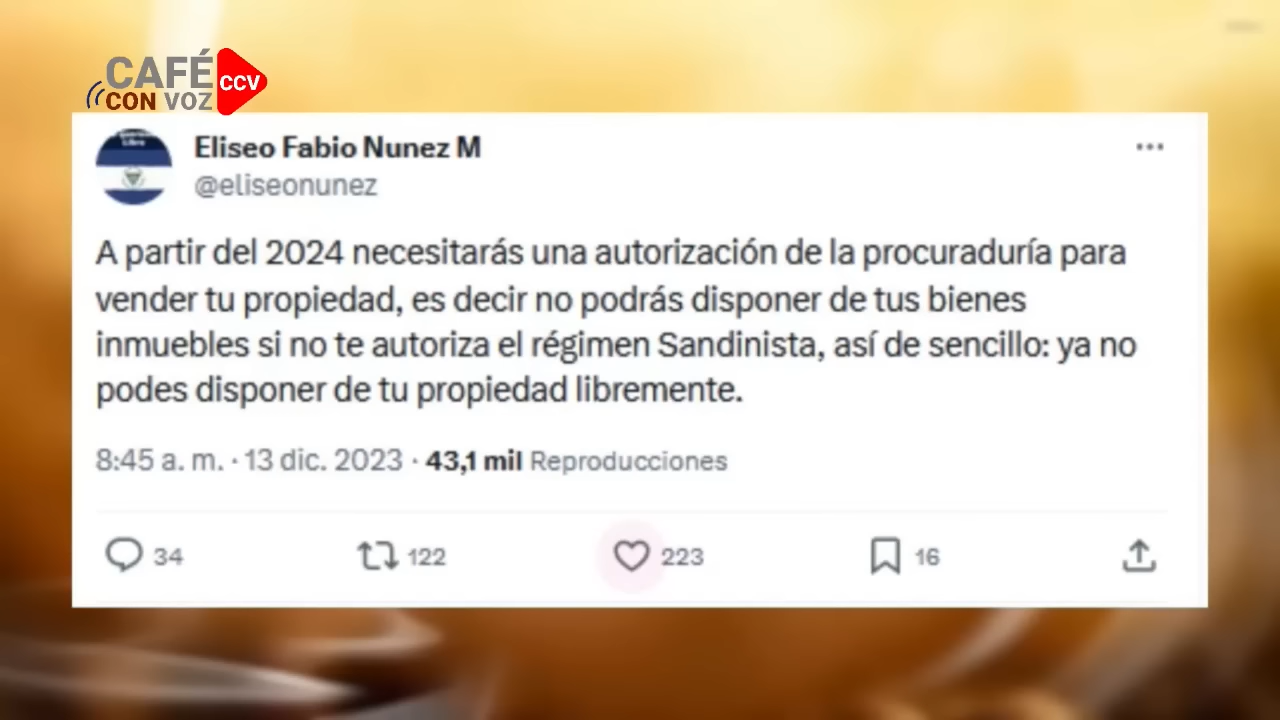 CAFÉ
CON VOZ
CCV
Eliseo Fabio Nunez M
@eliseonunez
A partir del 2024 necesitarás una autorización de la procuraduría para
vender tu propiedad, es decir no podrás disponer de tus bienes
inmuebles si no te autoriza el régimen Sandinista, así de sencillo: ya no
podes disponer de tu propiedad libremente.
8:45 a. m. · 13 dic. 2023 · 43,1 mil Reproducciones
34 122 223 16